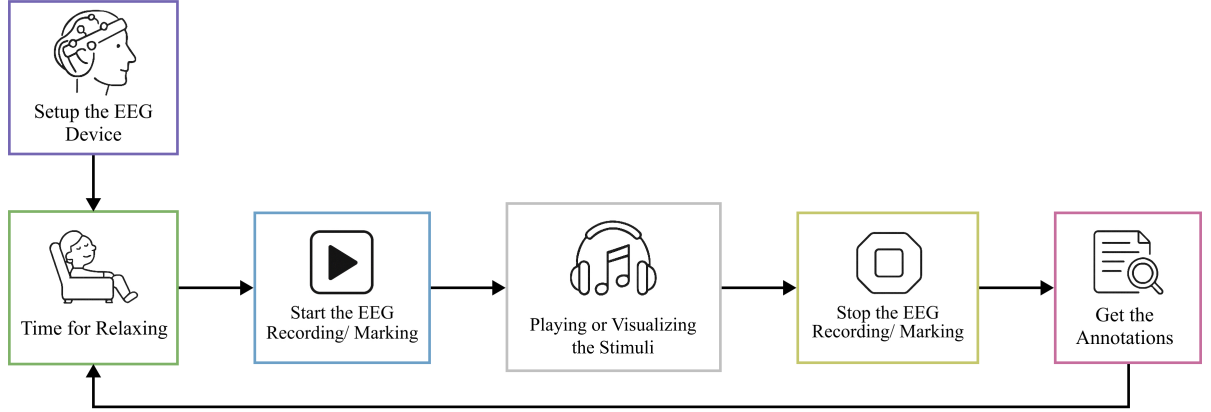 Setup the EEG
Device
Time for Relaxing
Start the EEG
Recording/ Marking
Playing or Visualizing
the Stimuli
Stop the EEG
Recording/ Marking
Get the
Annotations